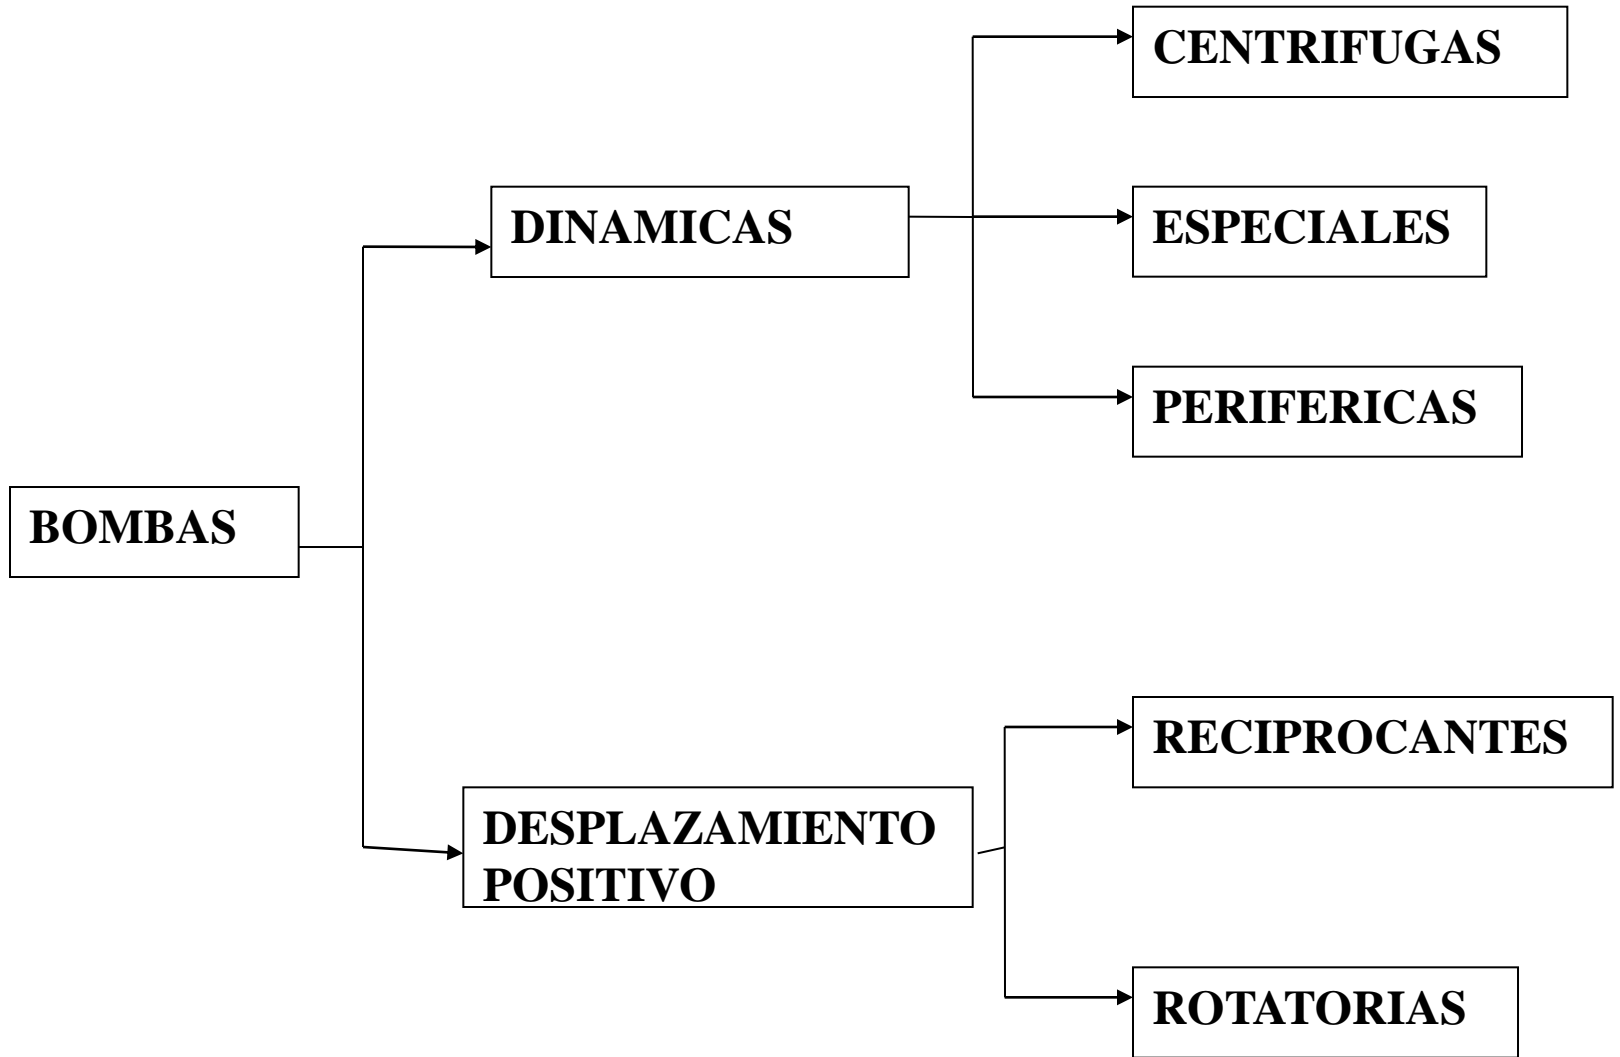 CENTRIFUGAS
DINAMICAS
ESPECIALES
PERIFERICAS
BOMBAS
RECIPROCANTES
DESPLAZAMIENTO
POSITIVO
ROTATORIAS